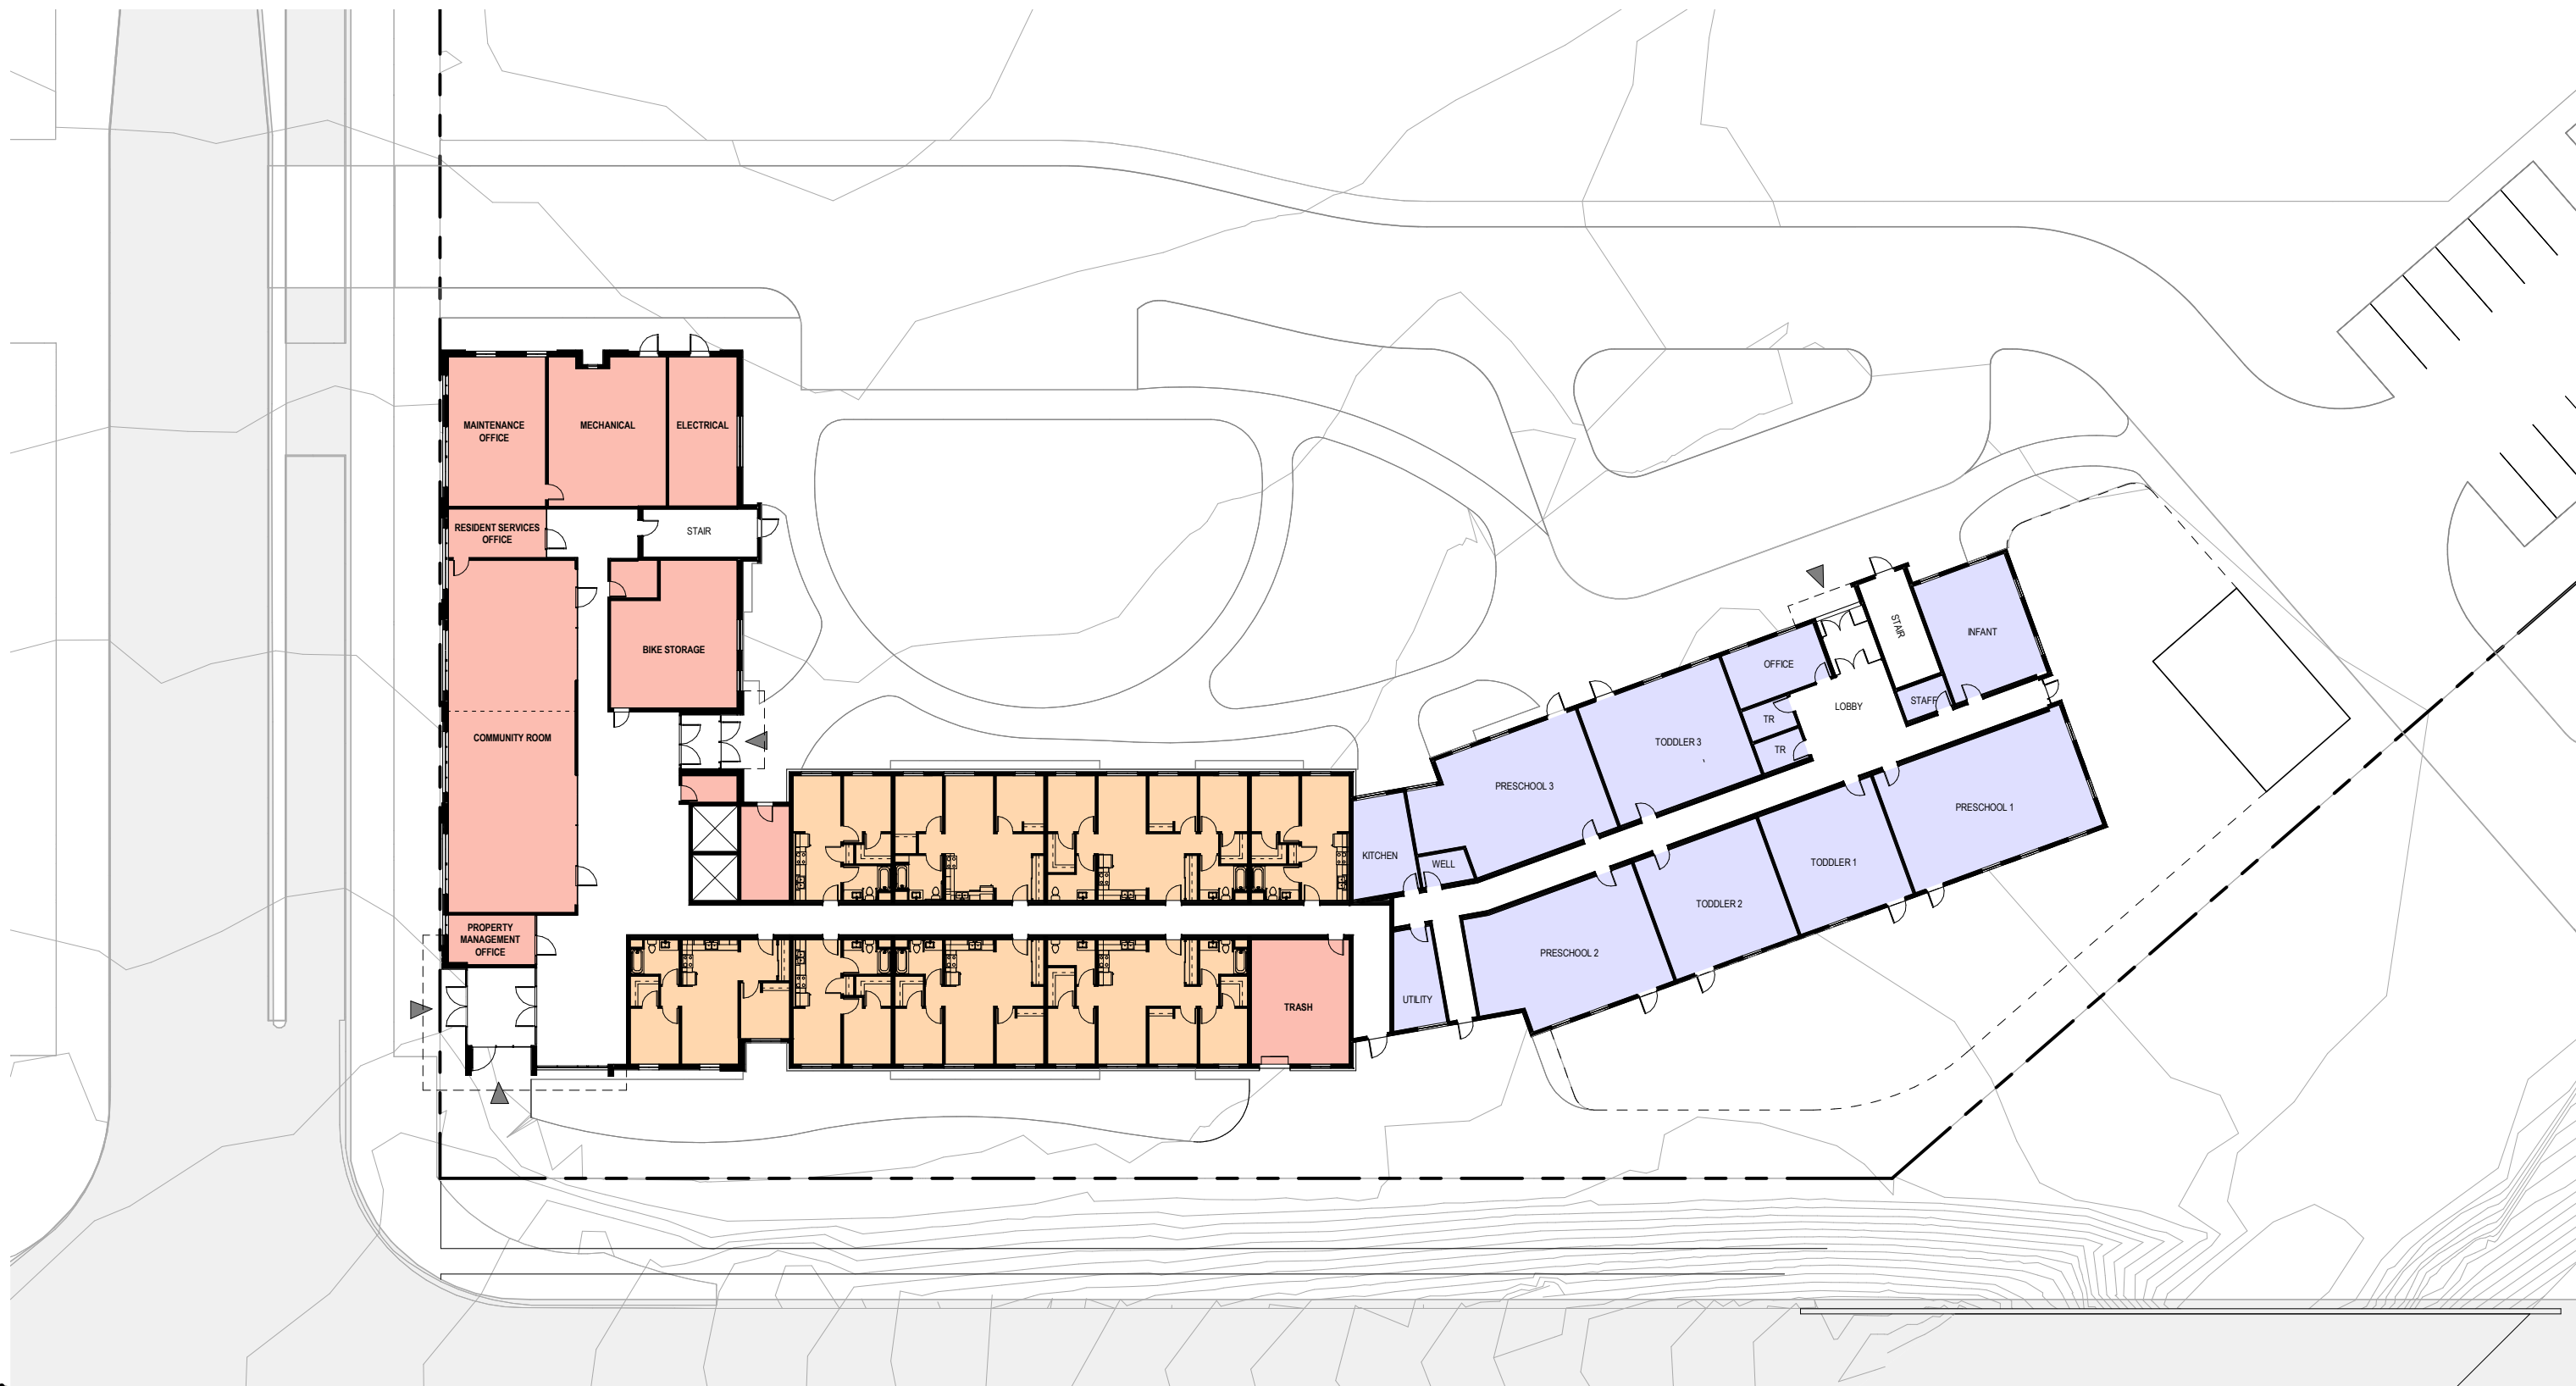 MAINTENANCE
OFFICE
MECHANICAL
ELECTRICAL
RESIDENT SERVICES
OFFICE
STAIR
BIKE STORAGE
COMMUNITY ROOM
PROPERTY
MANAGEMENT
OFFICE
TRASH
KITCHEN
WELL
UTILITY
PRESCHOOL 3
TODDLER 3
OFFICE
TR
TR
LOBBY
STAIR
STAFF
INFANT
PRESCHOOL 1
TODDLER 1
TODDLER 2
PRESCHOOL 2